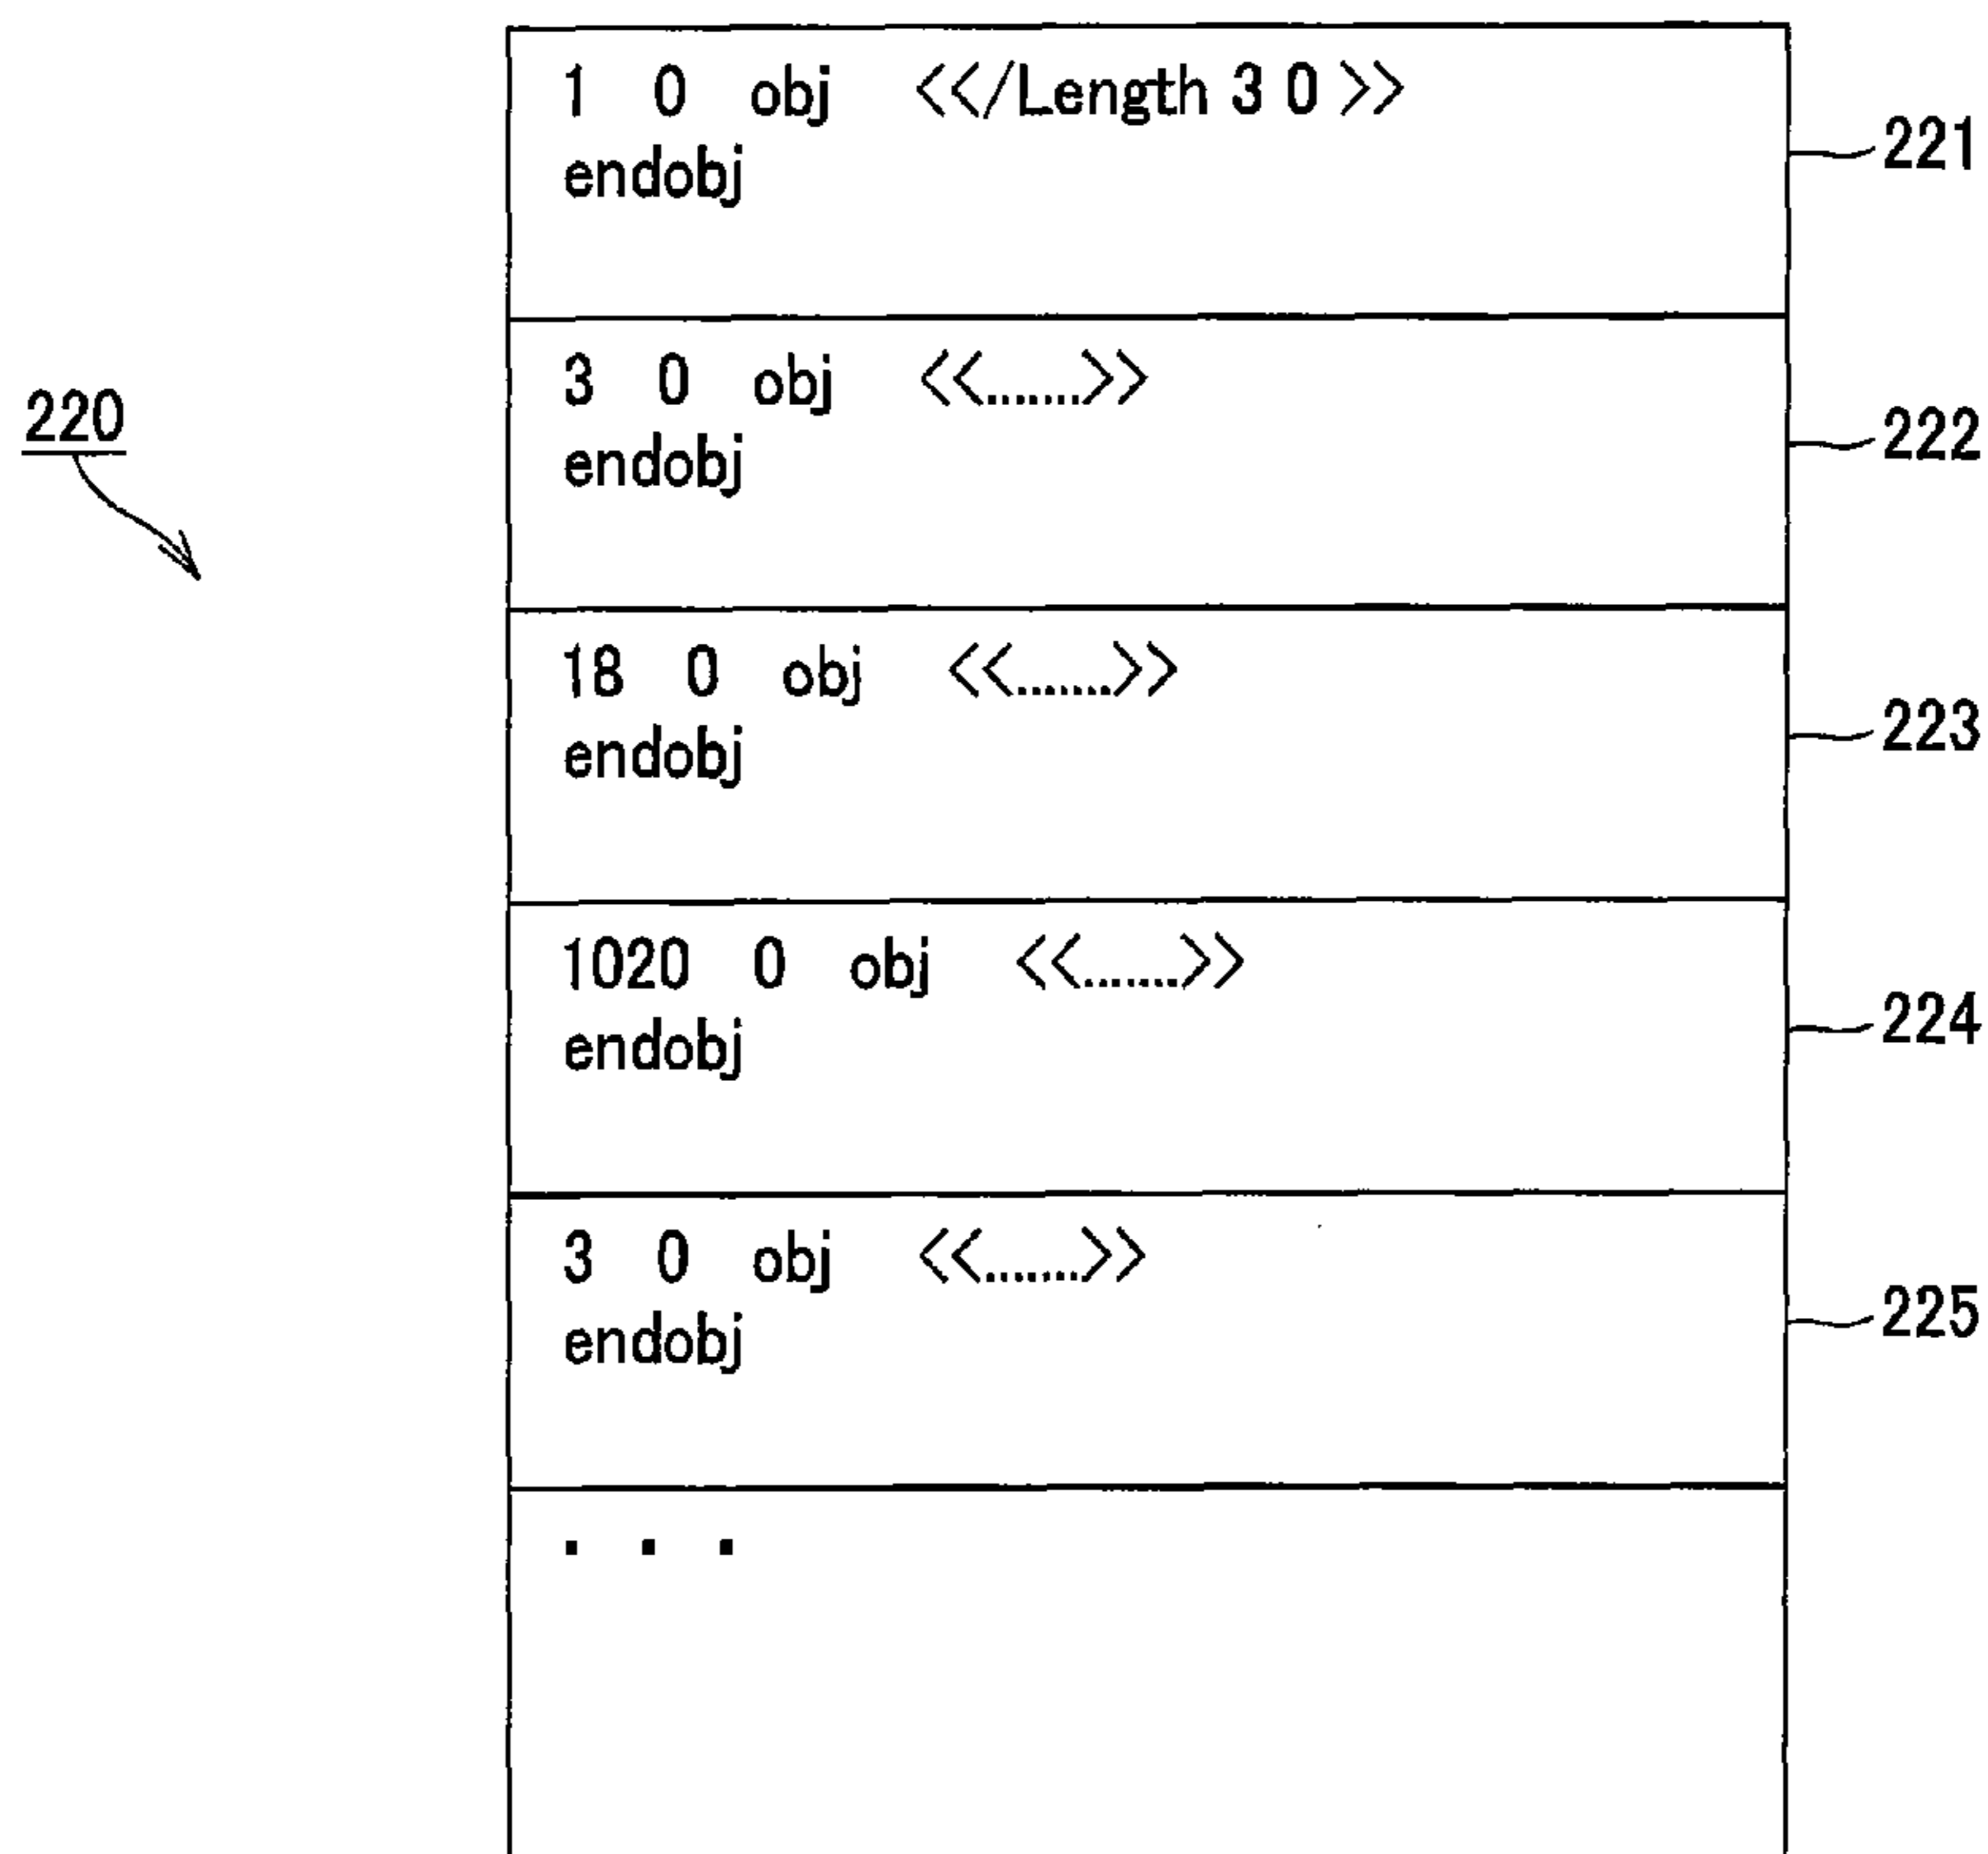 1 0 obj <</Length 3 0>>
endobj
221
3 0 obj <<.......>>
endobj
222
220
18 0 obj <<.......>>
endobj
223
1020 0 obj <<.......>>
endobj
224
3 0 obj <<.......>>
endobj
225
. . .